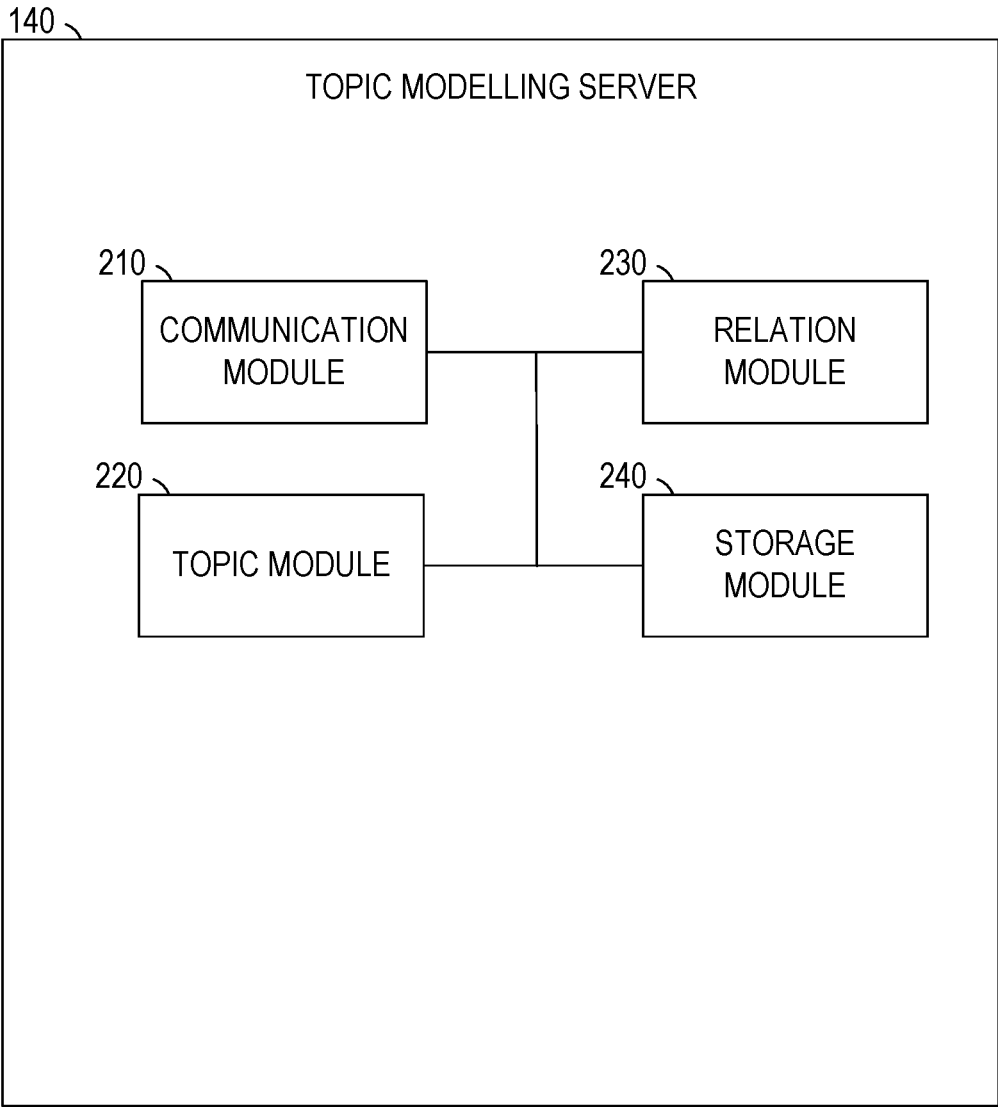 140
TOPIC MODELLING SERVER
210
COMMUNICATION
MODULE
230
RELATION
MODULE
220
TOPIC MODULE
240
STORAGE
MODULE